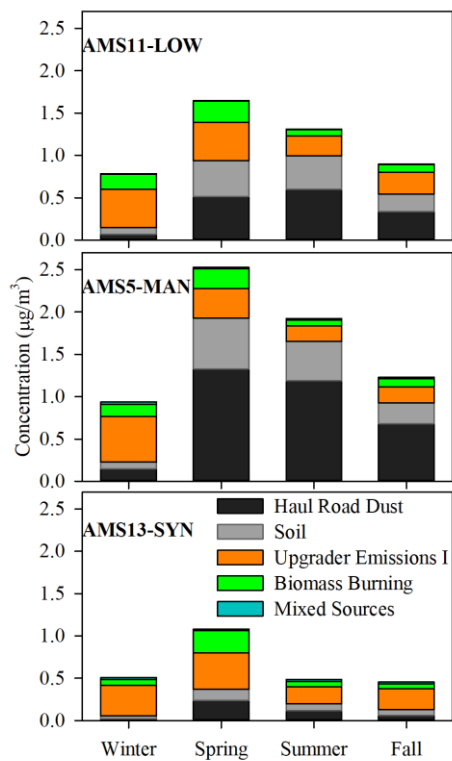 AMS11-LOW
2.5
2.0
1.5
1.0
0.5
0.0
AMS5-MAN
2.5
2.0
1.5
1.0
0.5
0.0
Concentration (μg/m³)
AMS13-SYN
2.5
2.0
1.5
1.0
0.5
0.0
Haul Road Dust
Soil
Upgrader Emissions I
Biomass Burning
Mixed Sources
Winter Spring Summer Fall